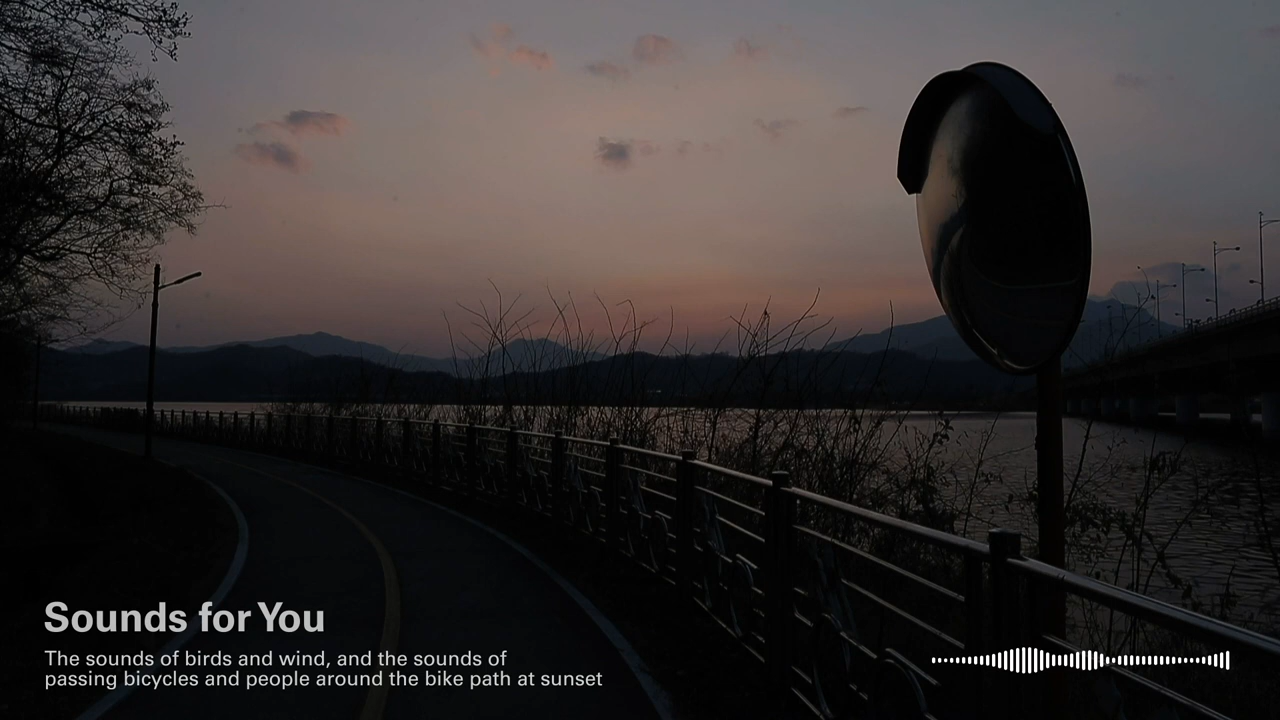 Sounds for You
The sounds of birds and wind, and the sounds of
passing bicycles and people around the bike path at sunset